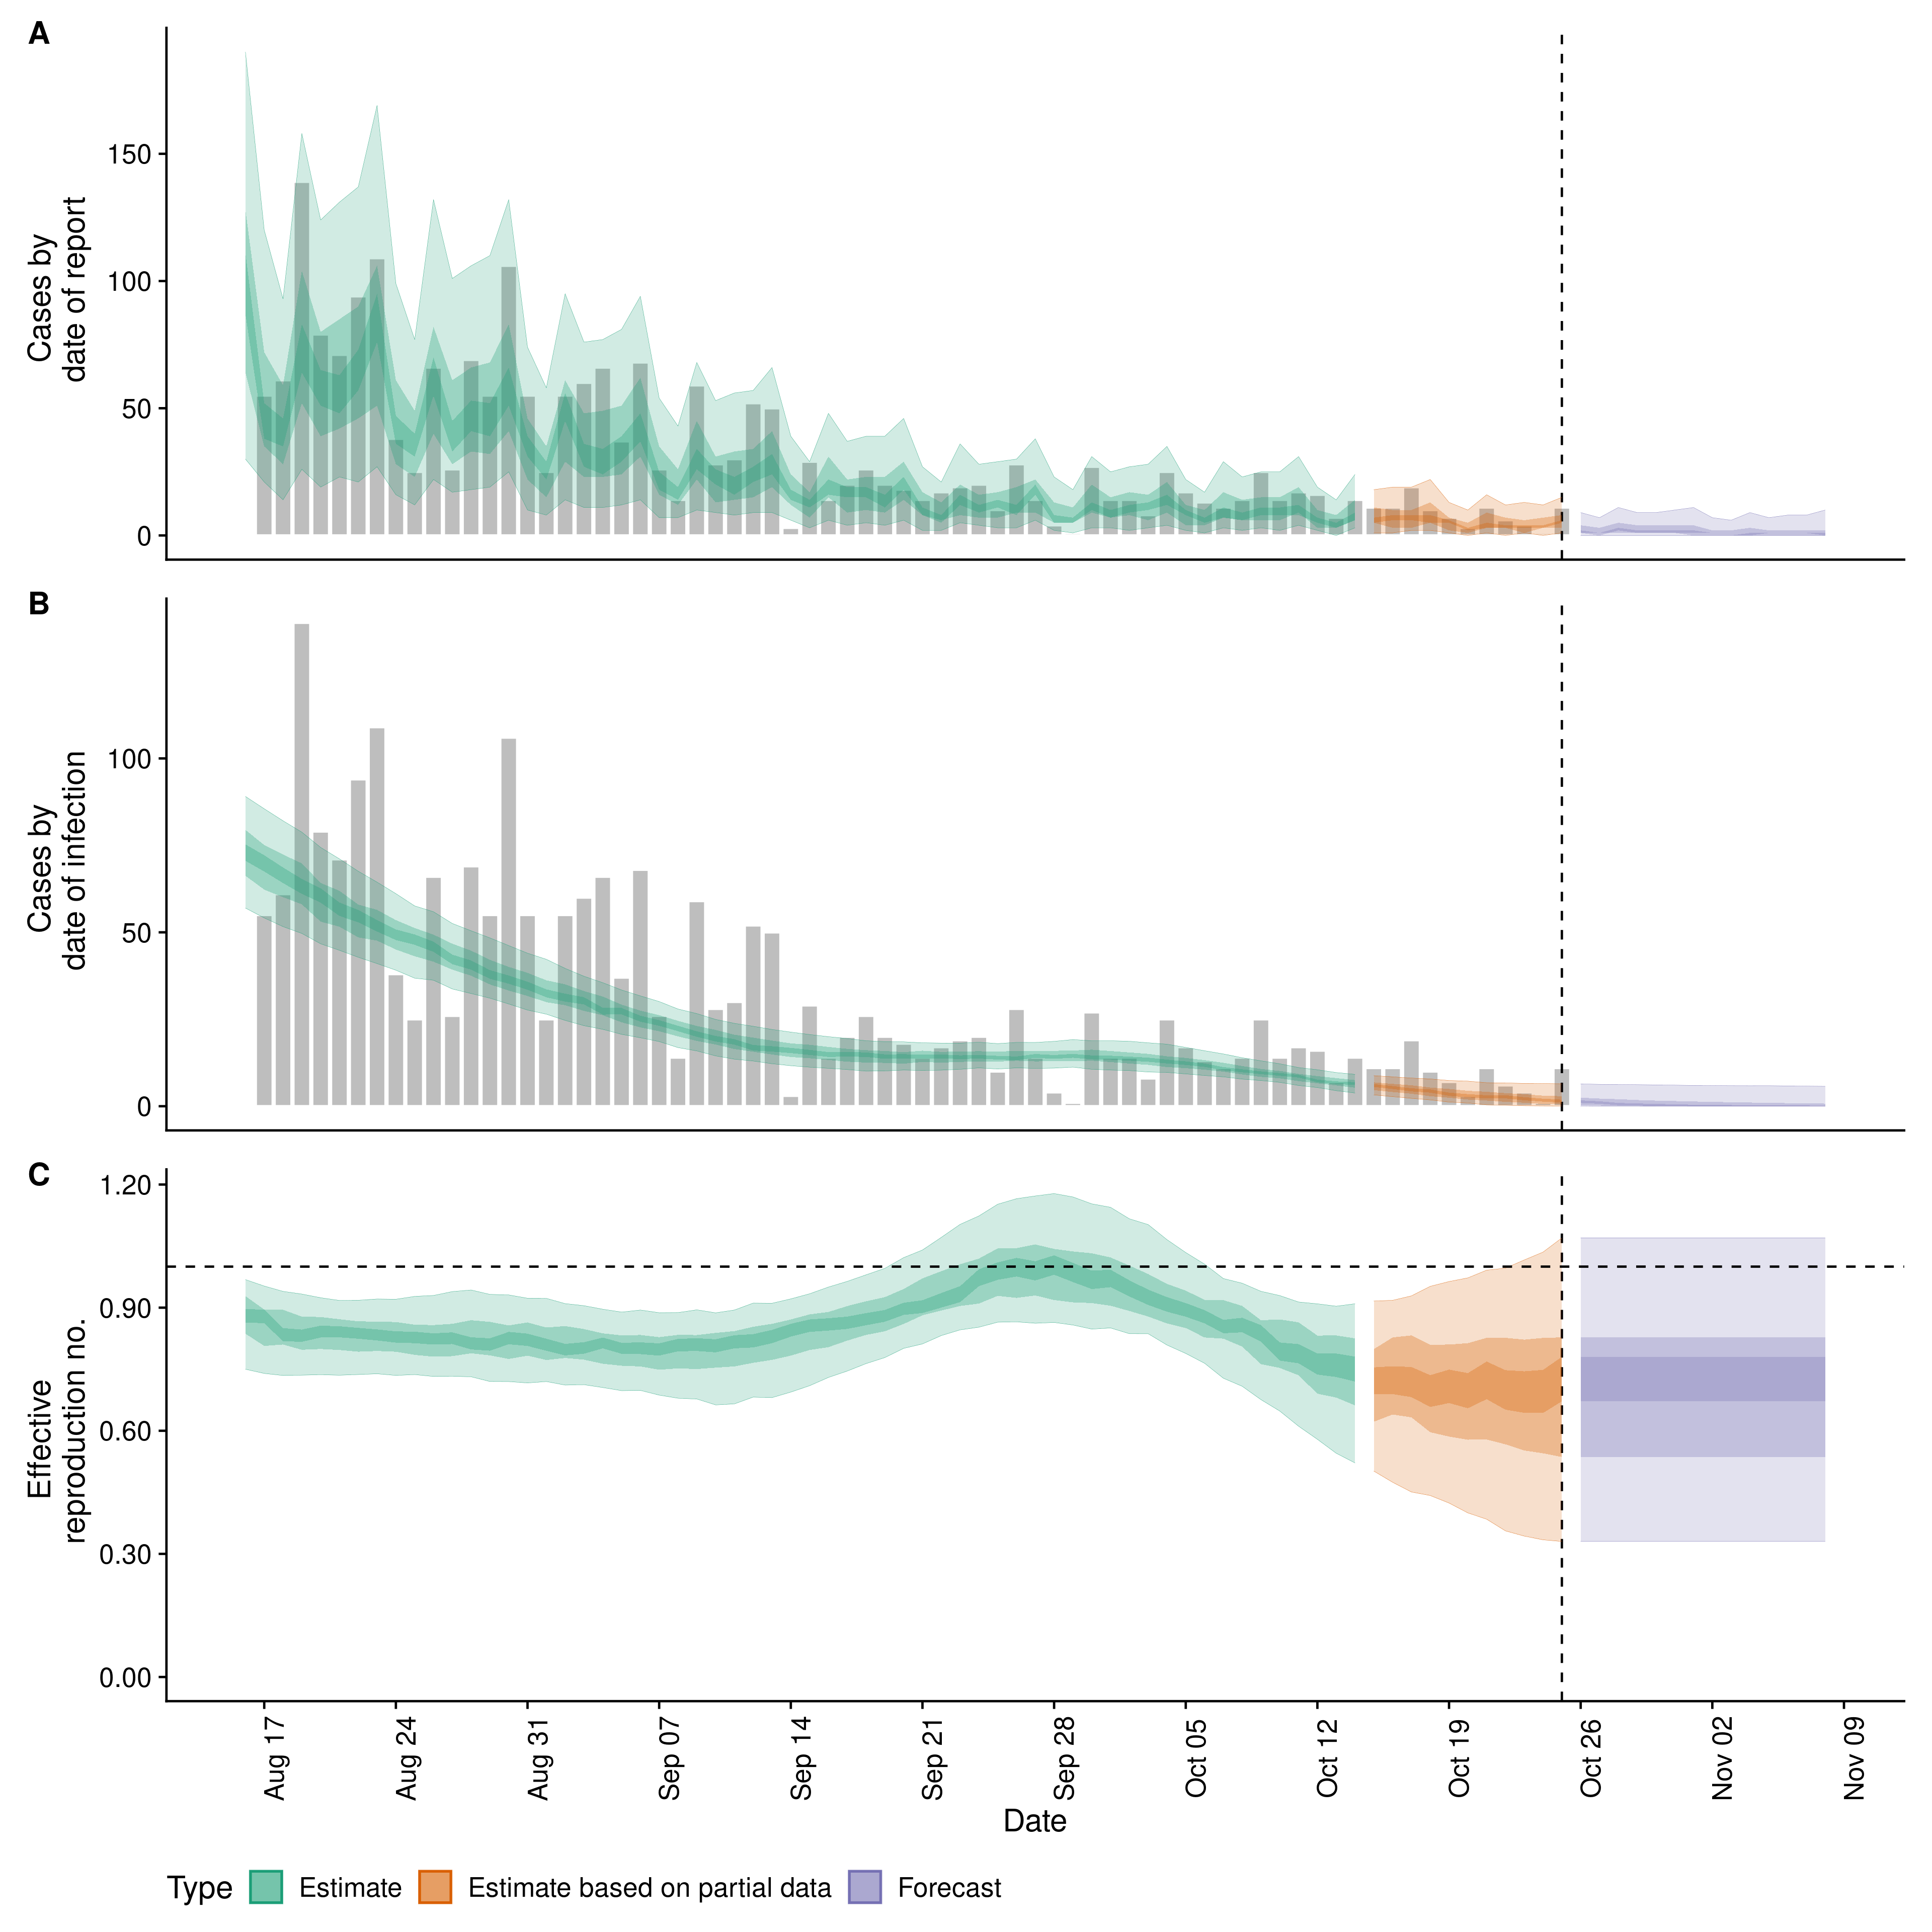 A
Cases by
date of report
150
100
50
0
B
Cases by
date of infection
100
50
0
C
Effective
reproduction no.
1.20
0.90
0.60
0.30
0.00
Aug 17
Aug 24
Aug 31
Sep 07
Sep 14
Sep 21
Sep 28
Oct 05
Oct 12
Oct 19
Oct 26
Nov 02
Nov 09
Date
Type Estimate Estimate based on partial data Forecast